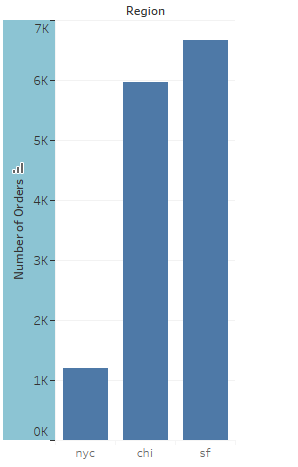 Region
7K
6K
5K
4K
3K
2K
1K
0K
Number of Orders
nyc chi sf